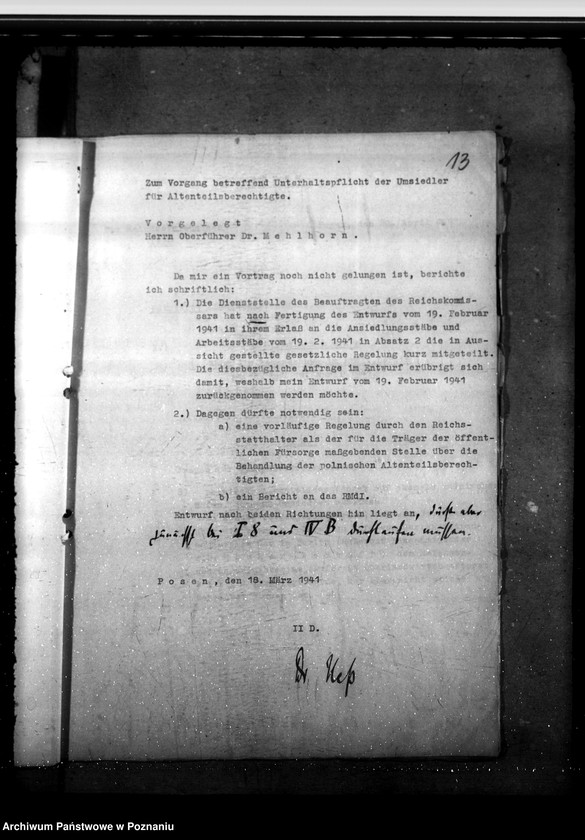 13
Zum Vorgang betreffend Unterhaltspflicht der Umsiedler
für Altenteilsberechtigte.
V o r g e l e g t
Herrn Oberführer Dr. M e h l h o r n .
Da mir ein Vortrag noch nicht gelungen ist, berichte
ich schriftlich:
1.) Die Dienststelle des Beauftragten des Reichskommis-
sars hat nach Fertigung des Entwurfs vom 19. Februar
1941 in ihrem Erlaß an die Ansiedlungsstäbe und
Arbeitsstäbe vom 19. 2. 1941 in Absatz 2 die in Aus-
sicht gestellte gesetzliche Regelung kurz mitgeteilt.
Die diesbezügliche Anfrage im Entwurf erübrigt sich
damit, weshalb mein Entwurf vom 19. Februar 1941
zurückgenommen werden möchte.
2.) Dagegen dürfte notwendig sein:
a) eine vorläufige Regelung durch den Reichs-
statthalter als der für die Träger der öffent-
lichen Fürsorge maßgebenden Stelle über die
Behandlung der polnischen Altenteilsberech-
tigten;
b) ein Bericht an das RMdI.
Entwurf nach beiden Richtungen hin liegt an, dürfte aber
zunächst bei I 8 und IV B durchlaufen müssen.
P o s e n , den 18. März 1941
II D.
Dr
Archiwum Państwowe w Poznaniu